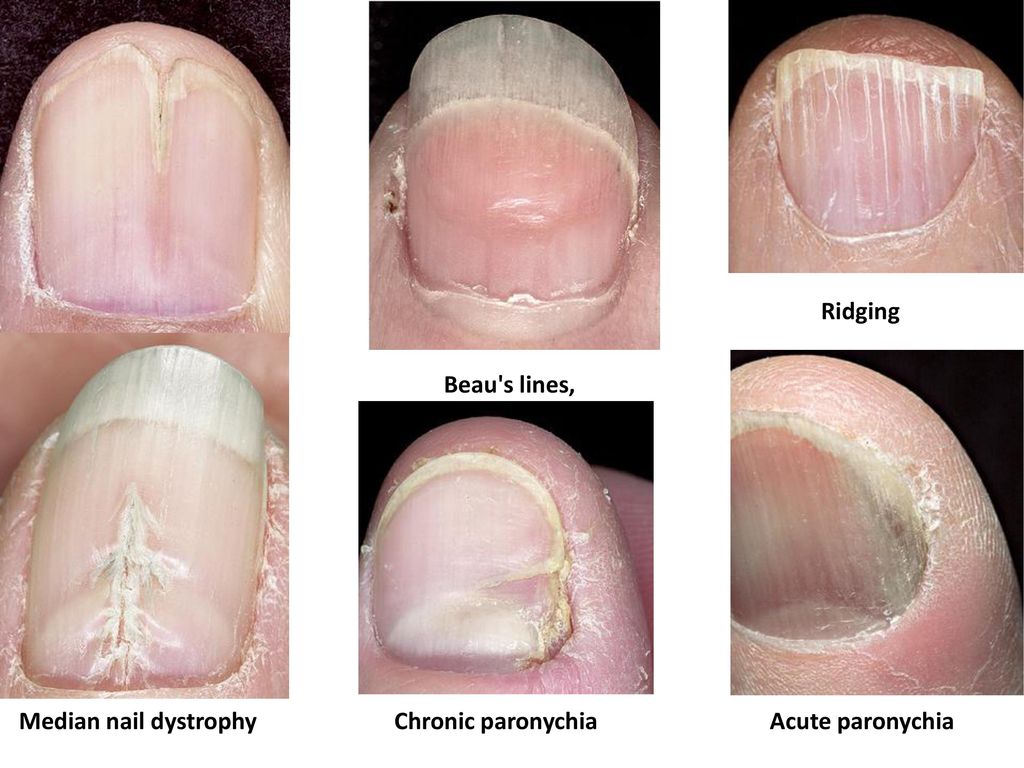 Ridging
Beau's lines,
Median nail dystrophy
Chronic paronychia
Acute paronychia